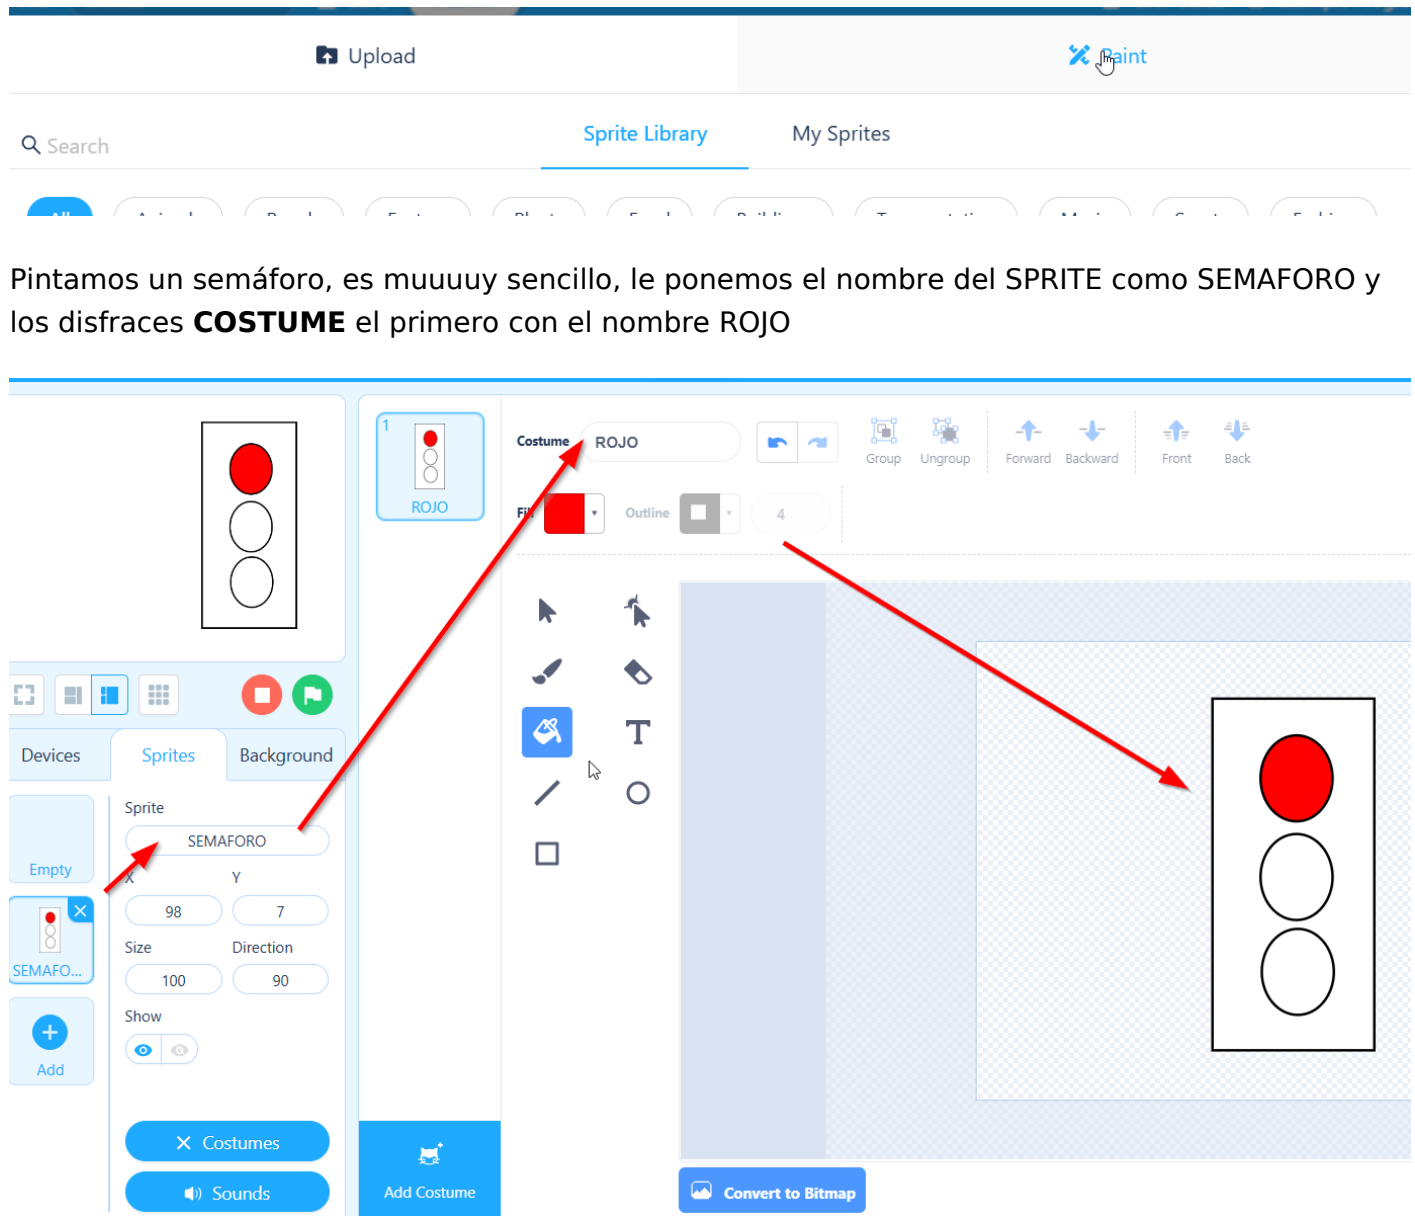 Upload
Paint
Search
Sprite Library
My Sprites
All
Pintamos un semáforo, es muuuuy sencillo, le ponemos el nombre del SPRITE como SEMAFORO y
los disfraces COSTUME el primero con el nombre ROJO
1
ROJO
Costume
ROJO
Group
Ungroup
Forward
Backward
Front
Back
Fill
Outline
4
Devices
Sprites
Background
Sprite
SEMAFORO
Empty
X
Y
98
7
Size
Direction
SEMAFO...
100
90
Show
Add
Costumes
Sounds
Add Costume
Convert to Bitmap